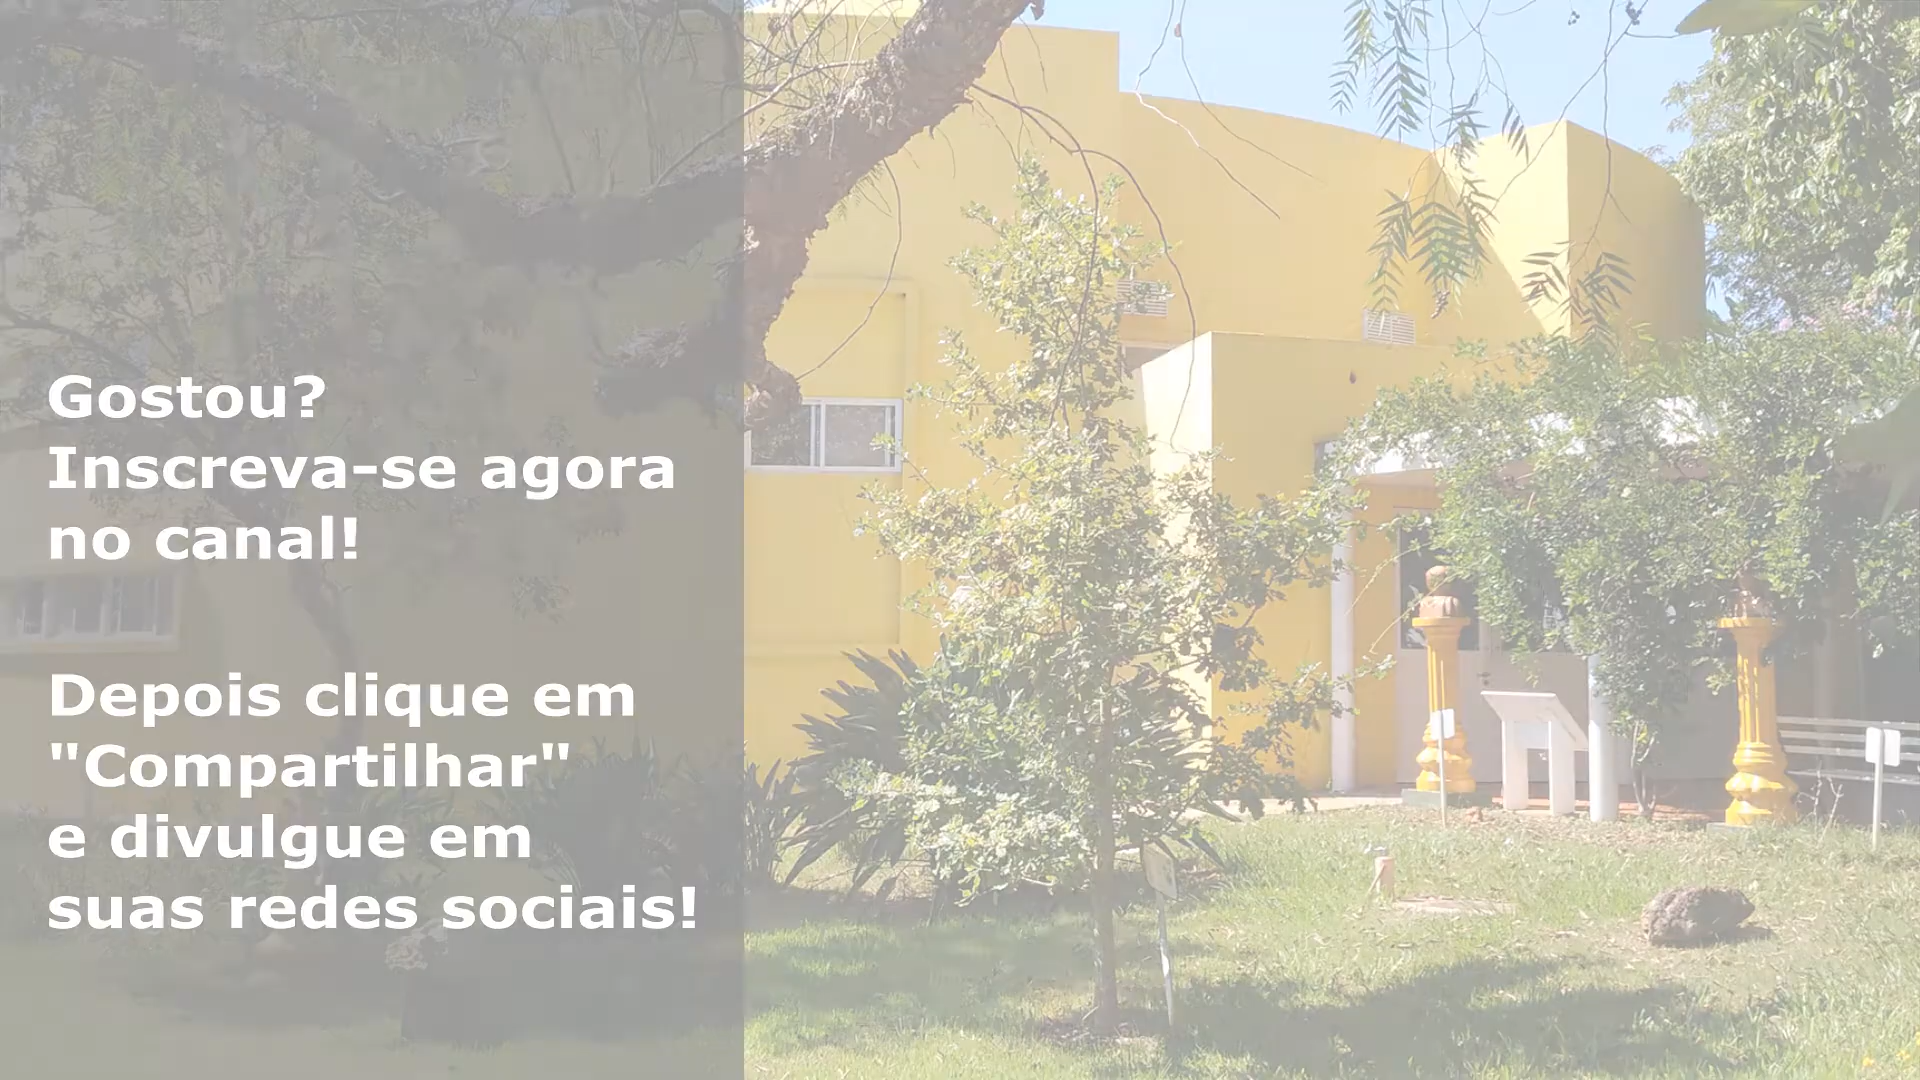 Gostou?
Inscreva-se agora
no canal!
Depois clique em
"Compartilhar"
e divulgue em
suas redes sociais!